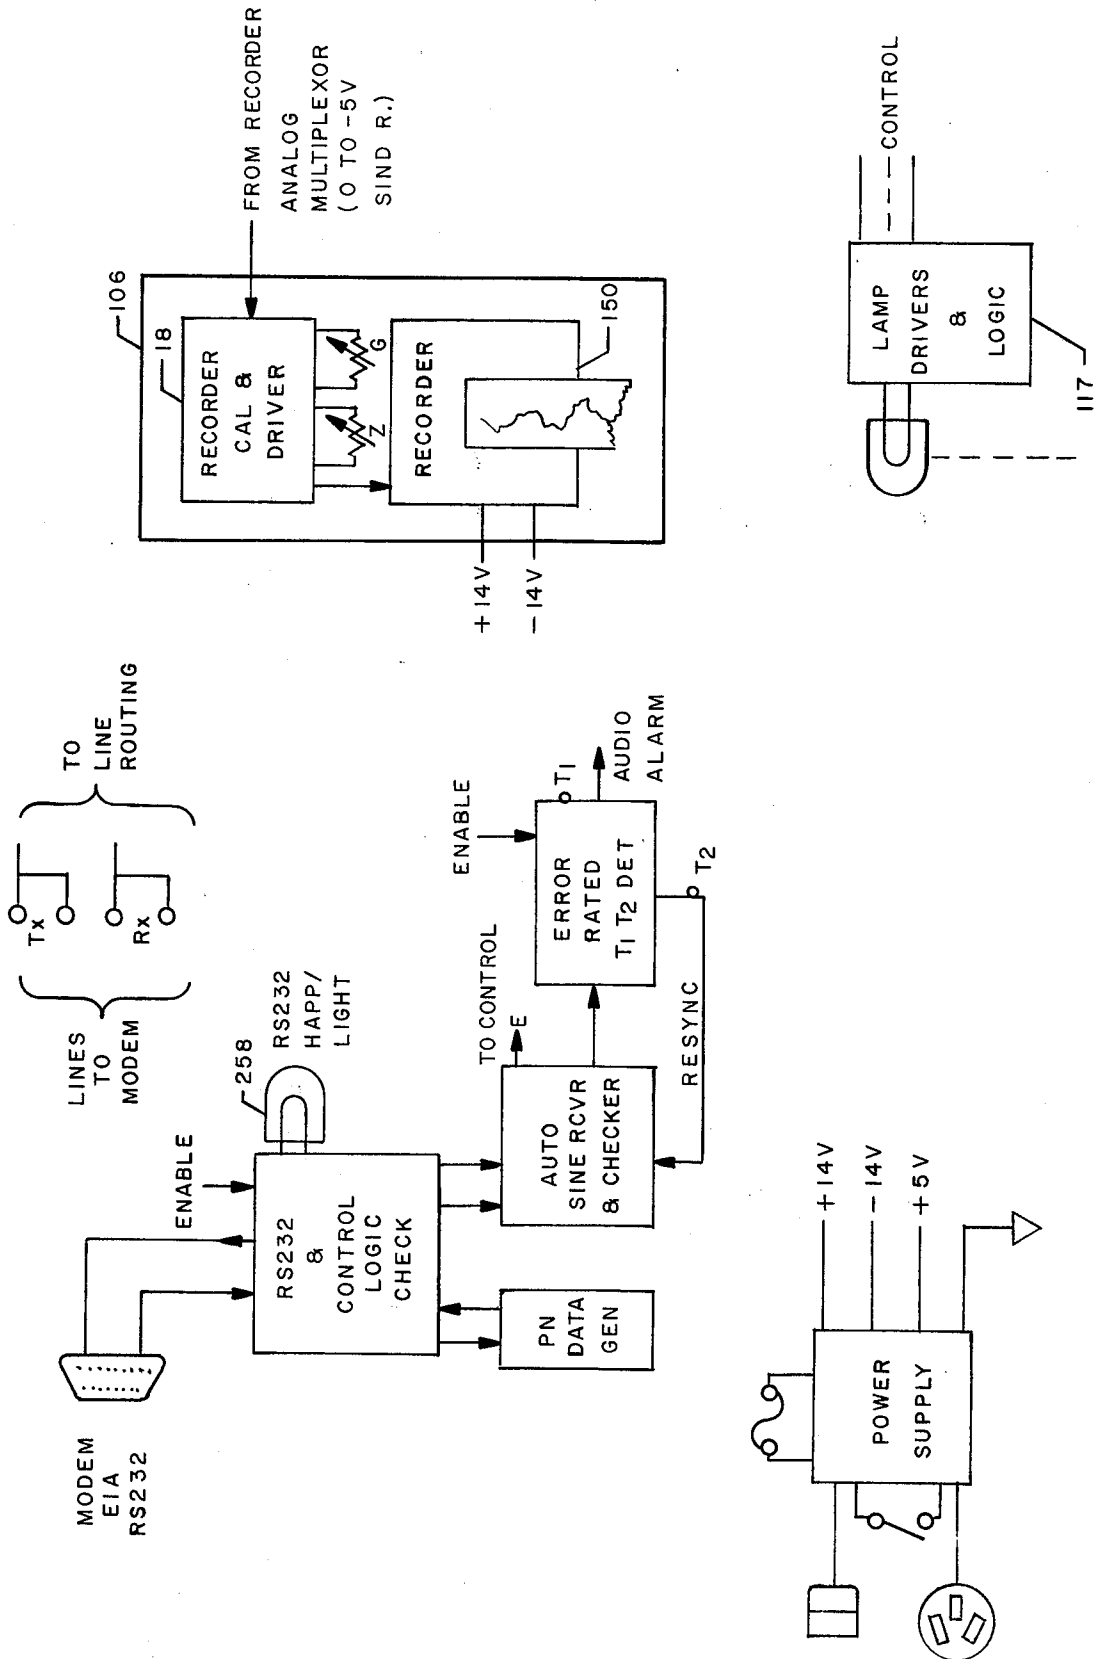 MODEM
EIA
RS232
LINES
TO
MODEM
Tx
Rx
TO
LINE
ROUTING
ENABLE
258
RS232
HAPP/
LIGHT
RS232
&
CONTROL
LOGIC
CHECK
PN
DATA
GEN
AUTO
SINE RCVR
& CHECKER
TO CONTROL
E
RESYNC
ENABLE
ERROR
RATED
T1 T2 DET
T1
T2
AUDIO
ALARM
106
18
RECORDER
CAL &
DRIVER
Z
G
FROM RECORDER
ANALOG
MULTIPLEXOR
(0 TO -5V
SIND R.)
RECORDER
150
+14V
-14V
POWER
SUPPLY
+14V
-14V
+5V
LAMP
DRIVERS
&
LOGIC
CONTROL
117